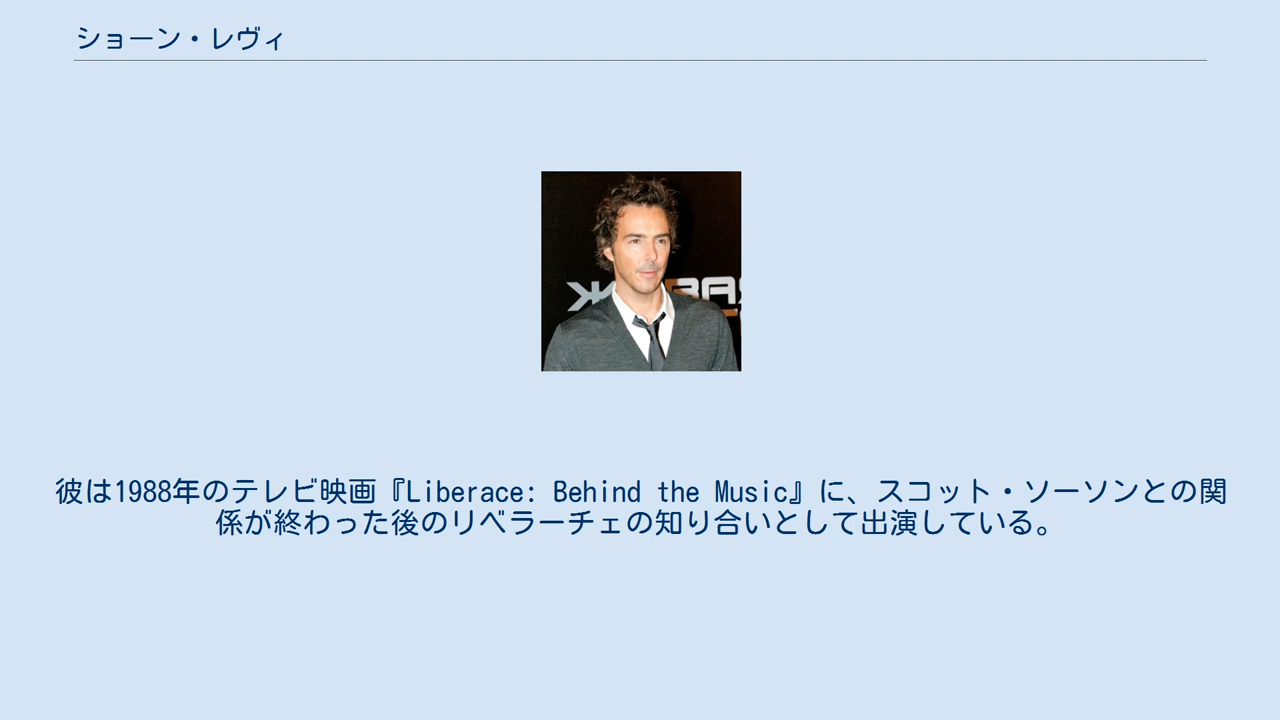 ショーン・レヴィ
彼は1988年のテレビ映画『Liberace: Behind the Music』に、スコット・ソーソンとの関
係が終わった後のリベラーチェの知り合いとして出演している。